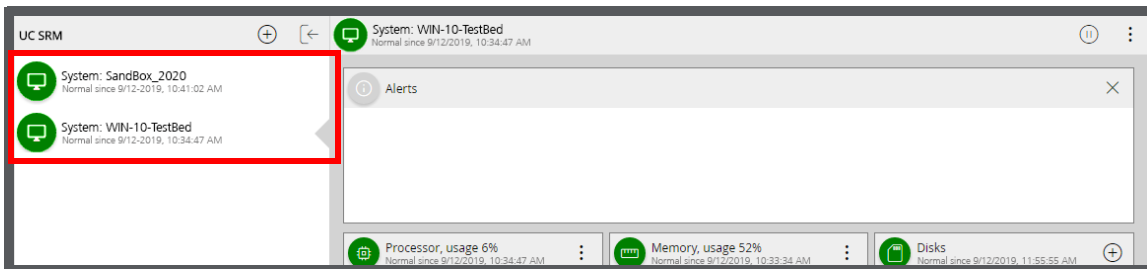 UC SRM
System: SandBox_2020
Normal since 9/12-2019, 10:41:02 AM
System: WIN-10-TestBed
Normal since 9/12-2019, 10:34:47 AM
System: WIN-10-TestBed
Normal since 9/12/2019, 10:34:47 AM
Alerts
Processor, usage 6%
Normal since 9/12/2019, 10:34:47 AM
Memory, usage 52%
Normal since 9/12/2019, 10:33:34 AM
Disks
Normal since 9/12/2019, 11:55:55 AM